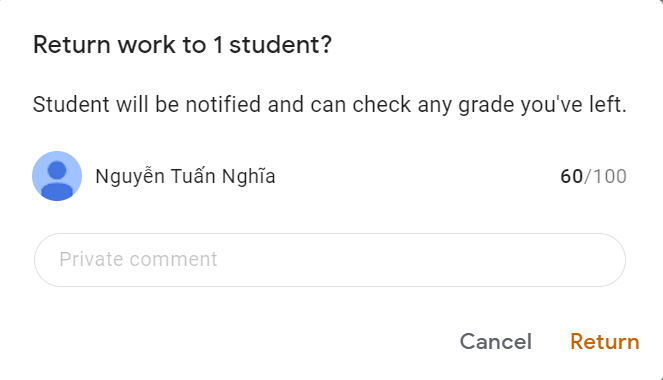 Return work to 1 student?
Student will be notified and can check any grade you've left.
Nguyễn Tuấn Nghĩa 60/100
Private comment
Cancel Return